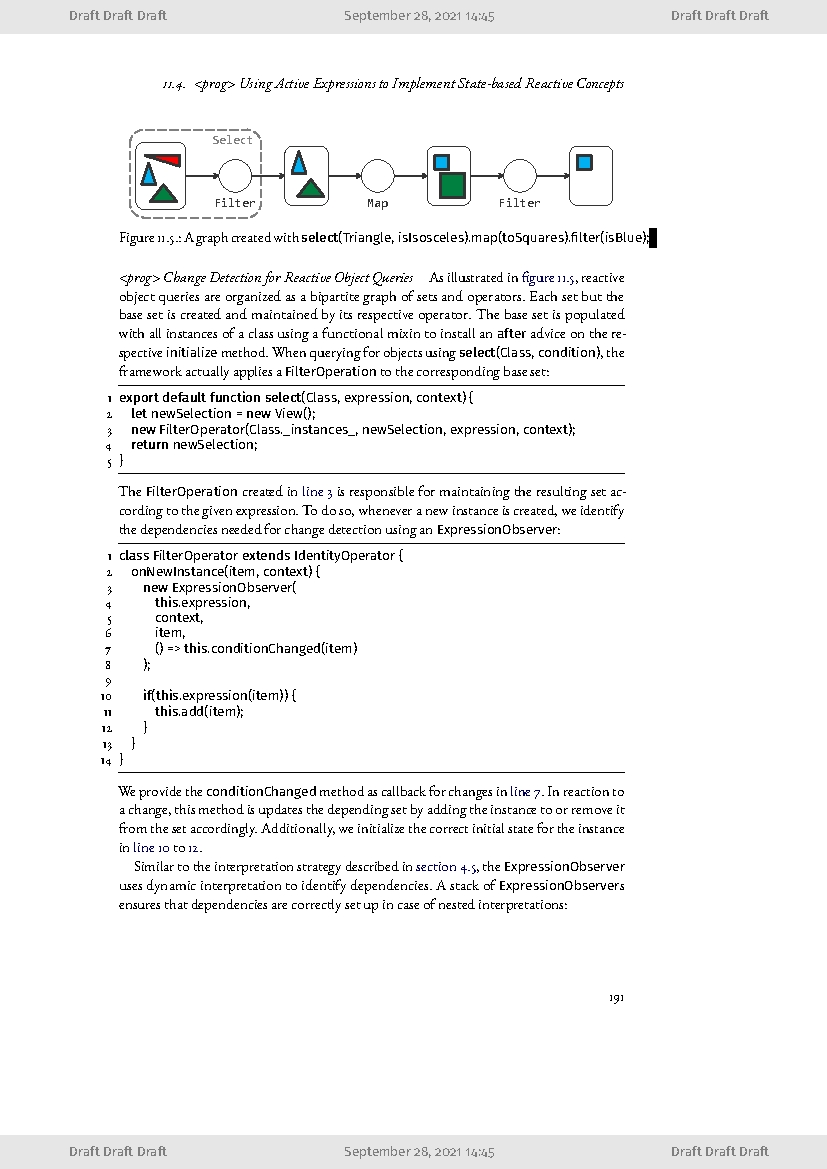 Draft Draft Draft September 28, 2021 14:45 Draft Draft Draft
11.4. <prog> Using Active Expressions to Implement State-based Reactive Concepts
Select
Filter Map Filter
Figure 11.5.: A graph created with select(Triangle, isIsosceles).map(toSquares).filter(isBlue);
<prog> Change Detection for Reactive Object Queries As illustrated in figure 11.5, reactive
object queries are organized as a bipartite graph of sets and operators. Each set but the
base set is created and maintained by its respective operator. The base set is populated
with all instances of a class using a functional mixin to install an after advice on the re-
spective initialize method. When querying for objects using select(Class, condition), the
framework actually applies a FilterOperation to the corresponding base set:
1 export default function select(Class, expression, context) {
2 let newSelection = new View();
3 new FilterOperator(Class._instances_, newSelection, expression, context);
4 return newSelection;
5 }
The FilterOperation created in line 3 is responsible for maintaining the resulting set ac-
cording to the given expression. To do so, whenever a new instance is created, we identify
the dependencies needed for change detection using an ExpressionObserver:
1 class FilterOperator extends IdentityOperator {
2 onNewInstance(item, context) {
3 new ExpressionObserver(
4 this.expression,
5 context,
6 item,
7 () => this.conditionChanged(item)
8 );
9
10 if(this.expression(item)) {
11 this.add(item);
12 }
13 }
14 }
We provide the conditionChanged method as callback for changes in line 7. In reaction to
a change, this method is updates the depending set by adding the instance to or remove it
from the set accordingly. Additionally, we initialize the correct initial state for the instance
in line 10 to 12.
Similar to the interpretation strategy described in section 4.5, the ExpressionObserver
uses dynamic interpretation to identify dependencies. A stack of ExpressionObservers
ensures that dependencies are correctly set up in case of nested interpretations:
191
Draft Draft Draft September 28, 2021 14:45 Draft Draft Draft